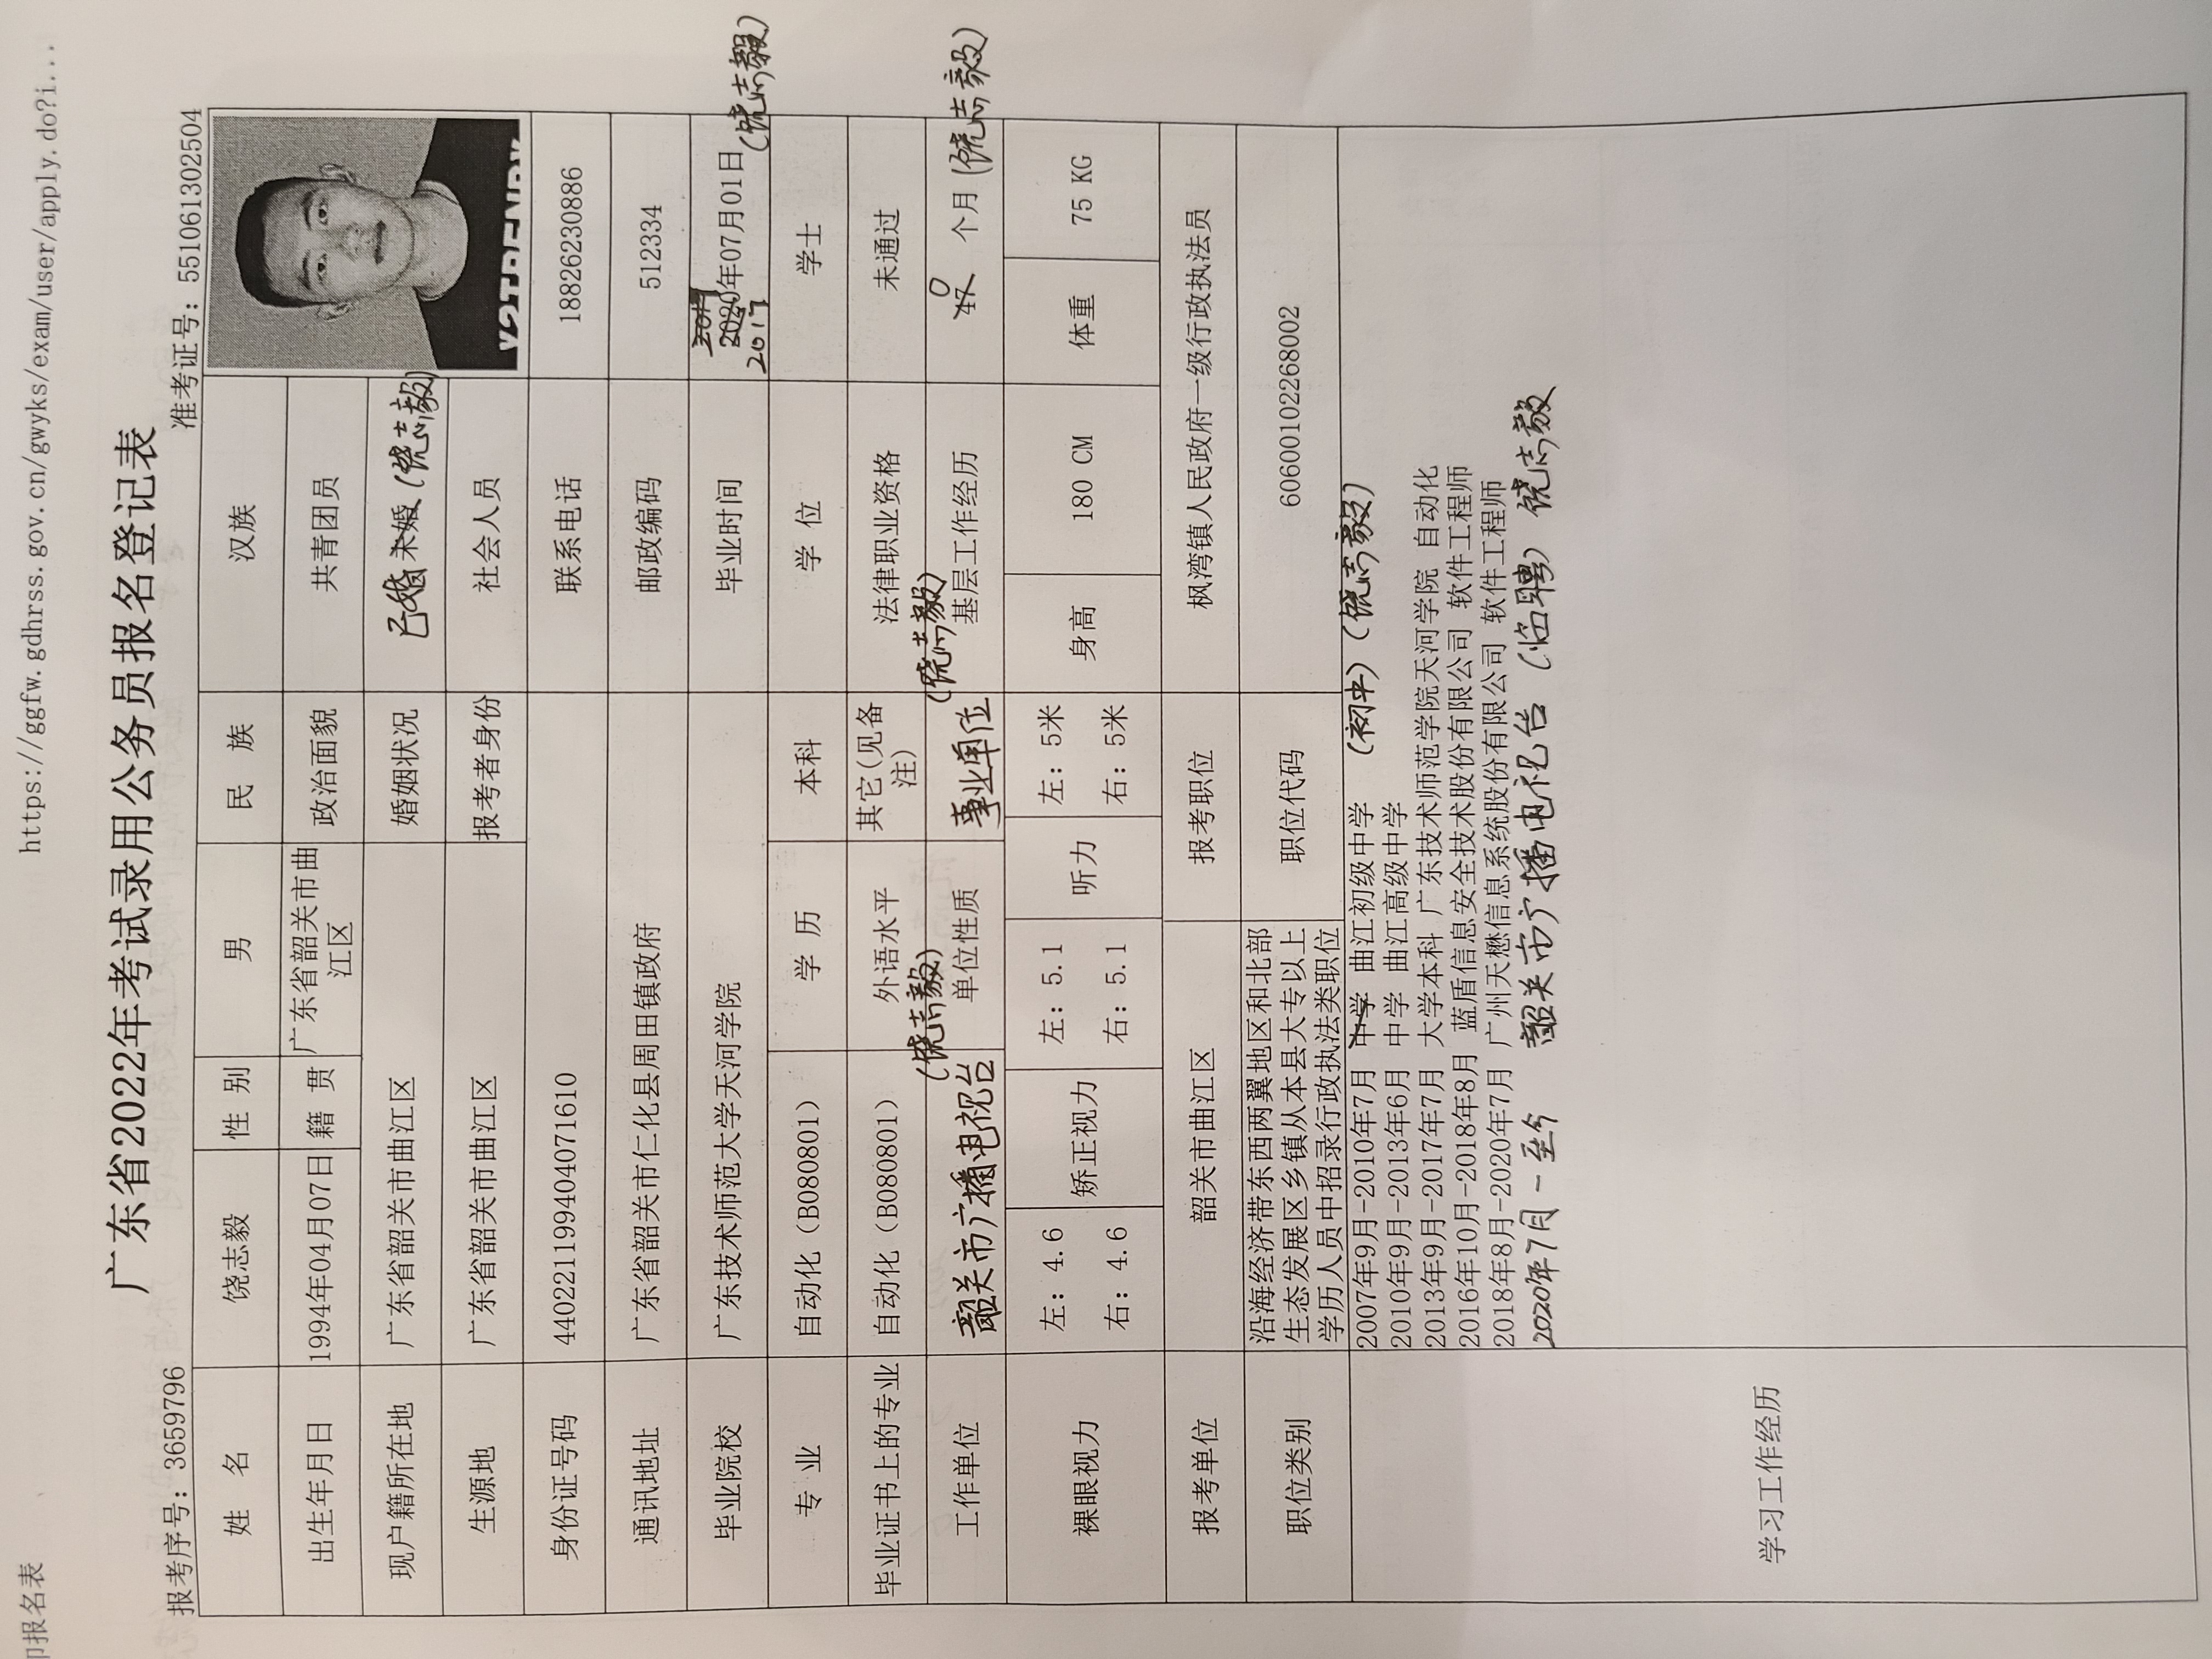 印报名表 https://ggfw.gdhrss.gov.cn/gwyks/exam/user/apply.do?i...
广东省2022年考试录用公务员报名登记表
报考序号：3659796 准考证号：551061302504
姓 名 饶志毅 性 别 男 民 族 汉族
出生年月日 1994年04月07日 籍 贯 广东省韶关市曲江区 政治面貌 共青团员
现户籍所在地 广东省韶关市曲江区 婚姻状况 已婚 未婚 (饶志毅)
生源地 广东省韶关市曲江区 报考者身份 社会人员
身份证号码 440221199404071610 联系电话 18826230886
通讯地址 广东省韶关市仁化县周田镇政府 邮政编码 512334
毕业院校 广东技术师范大学天河学院 毕业时间 2020年07月01日 2017 (饶志毅)
专 业 自动化（B080801） 学 历 本科 学 位 学士
毕业证书上的专业 自动化（B080801） 外语水平 其它(见备注) 法律职业资格 未通过
工作单位 韶关市广播电视台 (饶志毅) 单位性质 事业单位 (饶志毅) 基层工作经历 0 47 个月 (饶志毅)
裸眼视力 左：4.6 右：4.6 矫正视力 左：5.1 右：5.1 听力 左：5米 右：5米 身高 180 CM 体重 75 KG
报考单位 韶关市曲江区 报考职位 枫湾镇人民政府一级行政执法员
职位类别 沿海经济带东西两翼地区和北部
生态发展区乡镇从本县大专以上
学历人员中招录行政执法类职位 职位代码 60600102268002
学习工作经历
2007年9月-2010年7月 中学 曲江初级中学 (初中) (饶志毅)
2010年9月-2013年6月 中学 曲江高级中学
2013年9月-2017年7月 大学本科 广东技术师范学院天河学院 自动化
2016年10月-2018年8月 蓝盾信息安全技术股份有限公司 软件工程师
2018年8月-2020年7月 广州天懋信息系统股份有限公司 软件工程师
2020年7月-至今 韶关市广播电视台 (临聘) 饶志毅